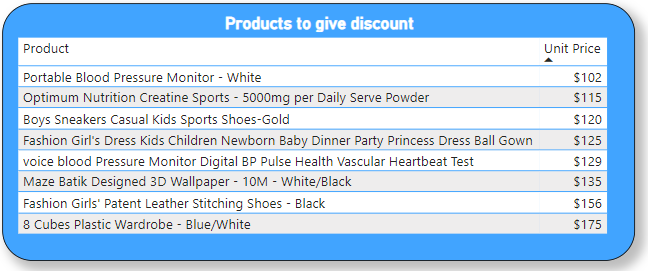 Products to give discount
Product Unit Price
Portable Blood Pressure Monitor - White $102
Optimum Nutrition Creatine Sports - 5000mg per Daily Serve Powder $115
Boys Sneakers Casual Kids Sports Shoes-Gold $120
Fashion Girl's Dress Kids Children Newborn Baby Dinner Party Princess Dress Ball Gown $125
voice blood Pressure Monitor Digital BP Pulse Health Vascular Heartbeat Test $129
Maze Batik Designed 3D Wallpaper - 10M - White/Black $135
Fashion Girls' Patent Leather Stitching Shoes - Black $156
8 Cubes Plastic Wardrobe - Blue/White $175